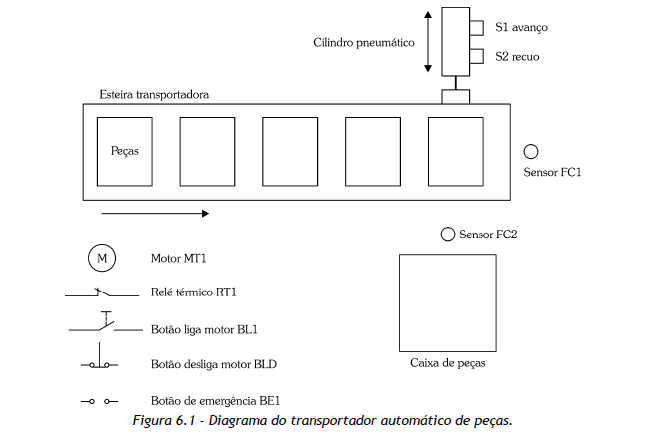 S1 avanço
Cilindro pneumático
S2 recuo
Esteira transportadora
Peças
Sensor FC1
Sensor FC2
M
Motor MT1
Relé térmico RT1
Botão liga motor BL1
Botão desliga motor BLD
Caixa de peças
Botão de emergência BE1
Figura 6.1 - Diagrama do transportador automático de peças.